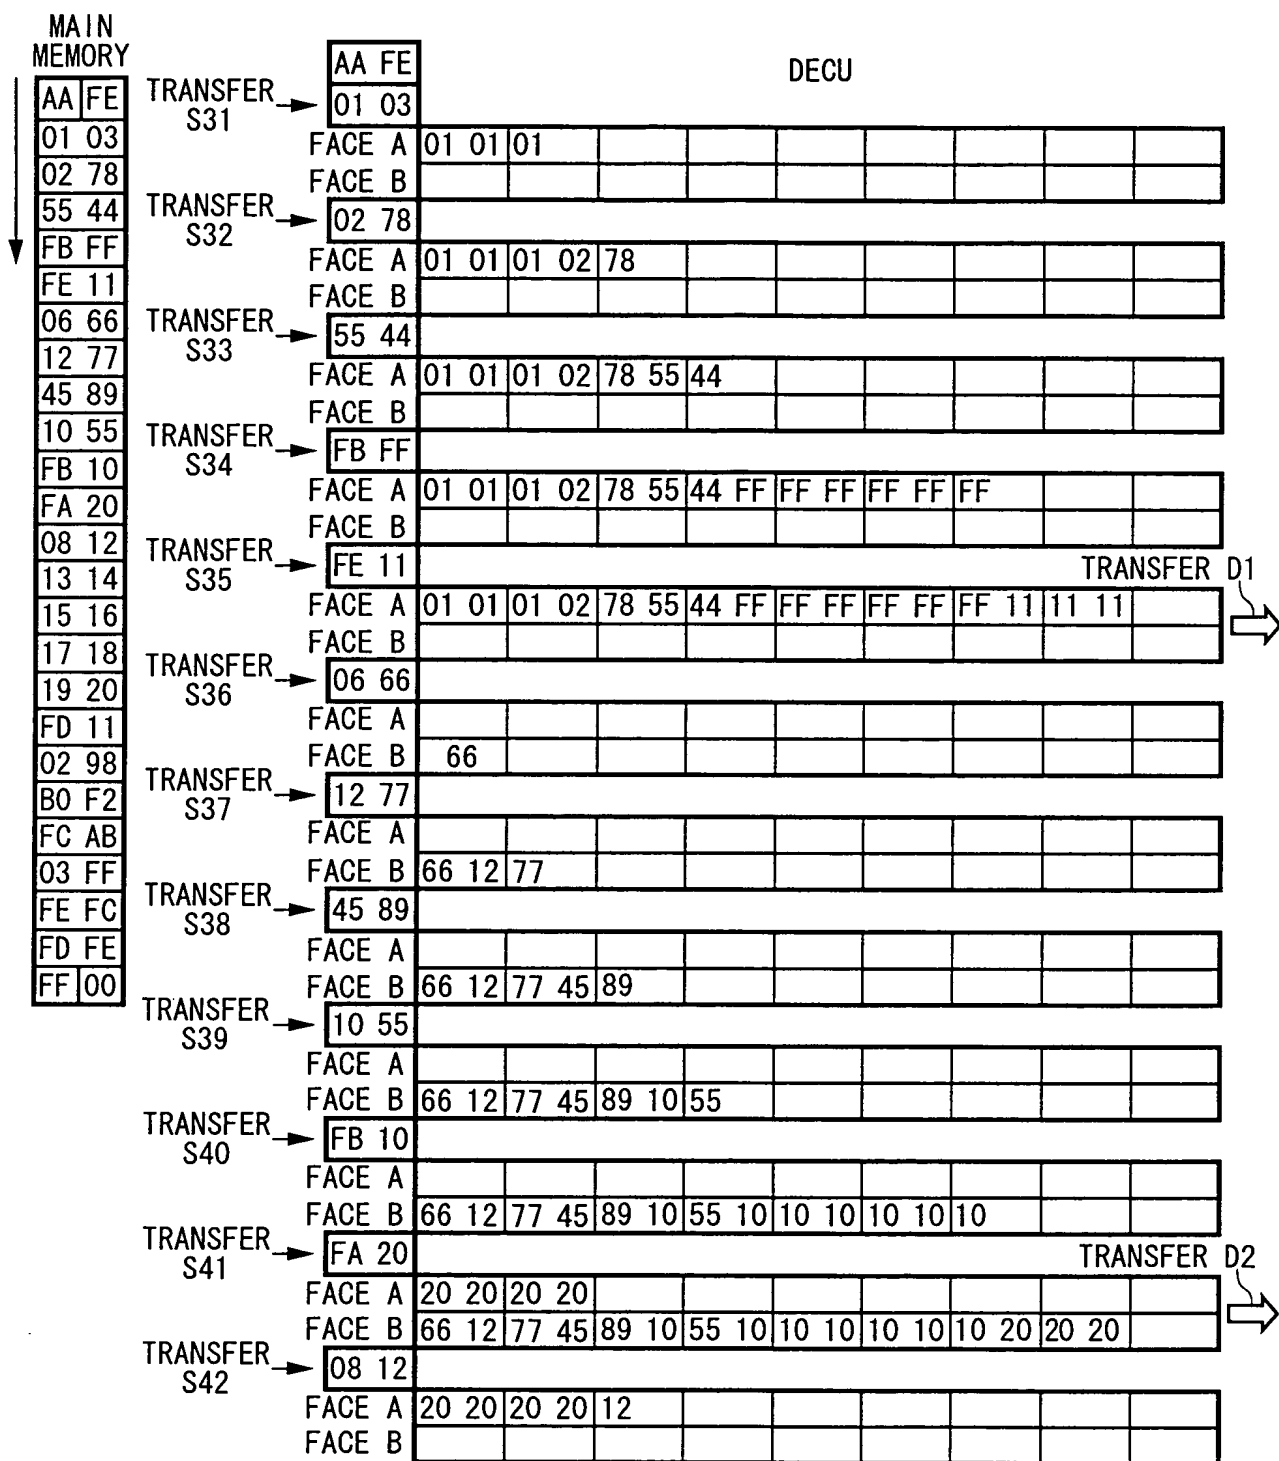 MAIN
MEMORY
AA FE
01 03
02 78
55 44
FB FF
FE 11
06 66
12 77
45 89
10 55
FB 10
FA 20
08 12
13 14
15 16
17 18
19 20
FD 11
02 98
B0 F2
FC AB
03 FF
FE FC
FD FE
FF 00
DECU
AA FE
TRANSFER S31
01 03
FACE A 01 01 01
FACE B
TRANSFER S32
02 78
FACE A 01 01 01 02 78
FACE B
TRANSFER S33
55 44
FACE A 01 01 01 02 78 55 44
FACE B
TRANSFER S34
FB FF
FACE A 01 01 01 02 78 55 44 FF FF FF FF FF FF
FACE B
TRANSFER S35
FE 11
TRANSFER D1
FACE A 01 01 01 02 78 55 44 FF FF FF FF FF FF 11 11 11
FACE B
TRANSFER S36
06 66
FACE A
FACE B 66
TRANSFER S37
12 77
FACE A
FACE B 66 12 77
TRANSFER S38
45 89
FACE A
FACE B 66 12 77 45 89
TRANSFER S39
10 55
FACE A
FACE B 66 12 77 45 89 10 55
TRANSFER S40
FB 10
FACE A
FACE B 66 12 77 45 89 10 55 10 10 10 10 10 10
TRANSFER S41
FA 20
TRANSFER D2
FACE A 20 20 20 20
FACE B 66 12 77 45 89 10 55 10 10 10 10 10 10 20 20 20
TRANSFER S42
08 12
FACE A 20 20 20 20 12
FACE B